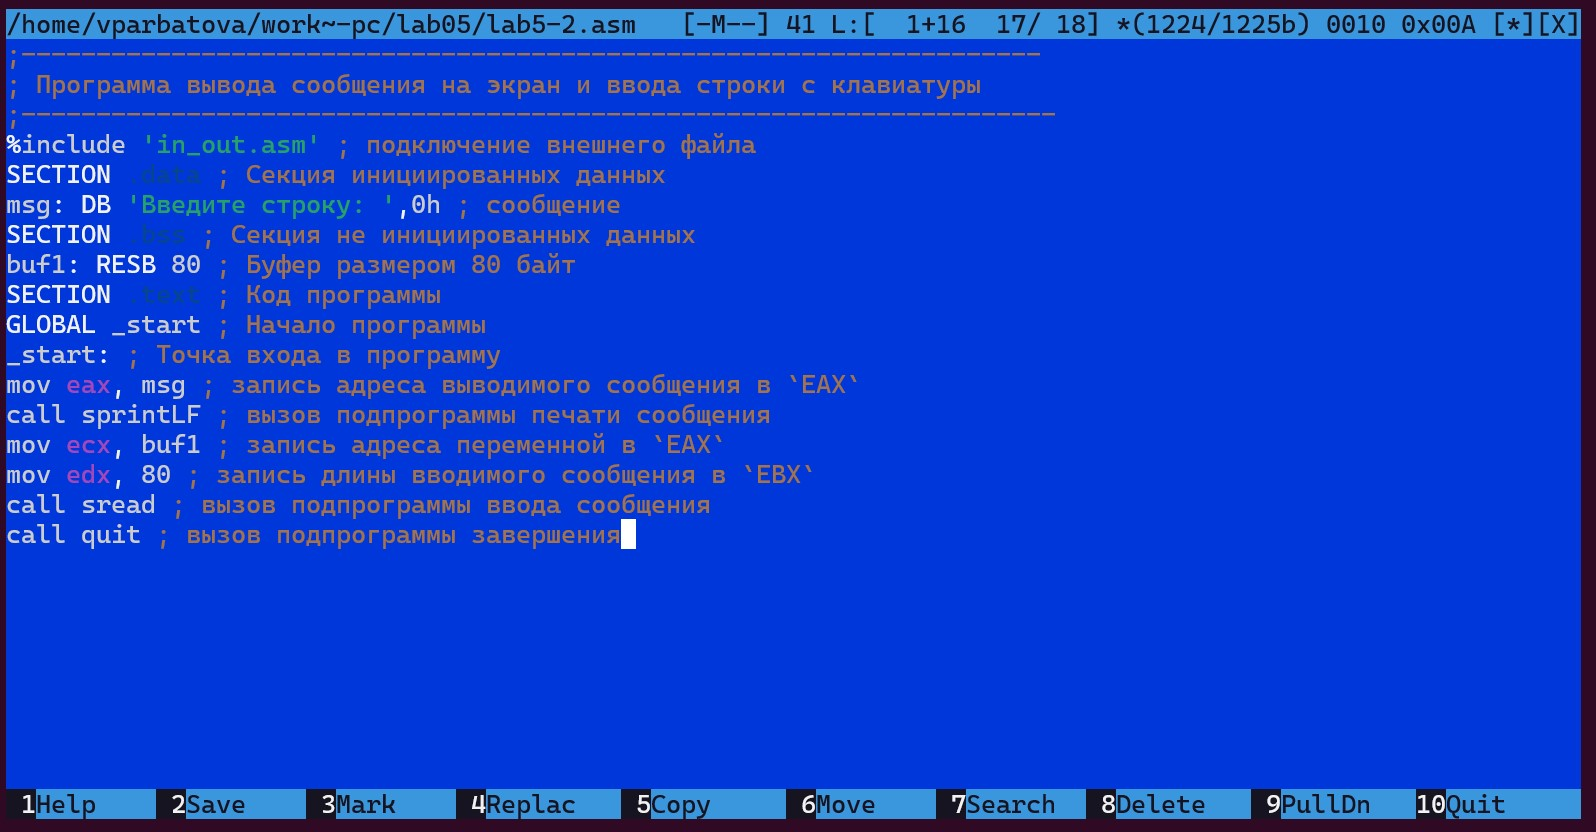 /home/vparbatova/work~-pc/lab05/lab5-2.asm   [-M--] 41 L:[  1+16  17/ 18] *(1224/1225b) 0010 0x00A [*][X]
;--------------------------------------------------------------------
; Программа вывода сообщения на экран и ввода строки с клавиатуры
;---------------------------------------------------------------------
%include 'in_out.asm' ; подключение внешнего файла
SECTION .data ; Секция инициированных данных
msg: DB 'Введите строку: ',0h ; сообщение
SECTION .bss ; Секция не инициированных данных
buf1: RESB 80 ; Буфер размером 80 байт
SECTION .text ; Код программы
GLOBAL _start ; Начало программы
_start: ; Точка входа в программу
mov eax, msg ; запись адреса выводимого сообщения в `EAX`
call sprintLF ; вызов подпрограммы печати сообщения
mov ecx, buf1 ; запись адреса переменной в `EAX`
mov edx, 80 ; запись длины вводимого сообщения в `EBX`
call sread ; вызов подпрограммы ввода сообщения
call quit ; вызов подпрограммы завершения
1Help 2Save 3Mark 4Replac 5Copy 6Move 7Search 8Delete 9PullDn 10Quit